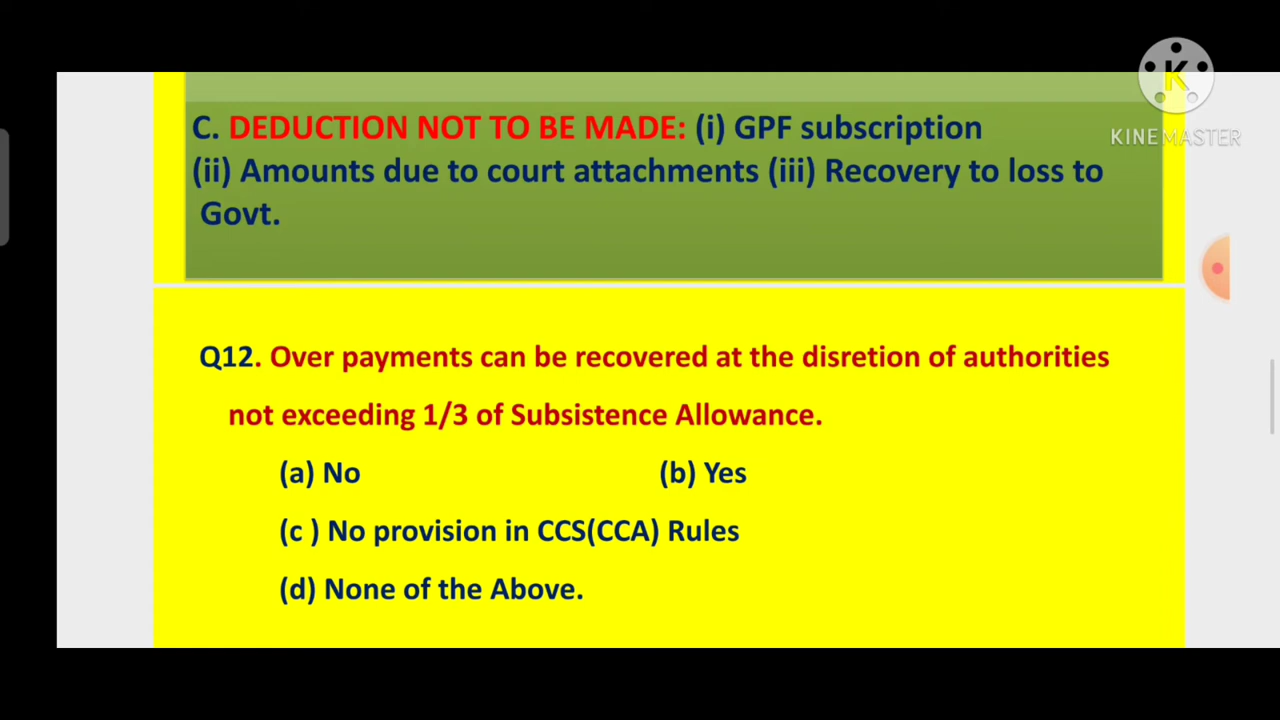 K
KINEMASTER
C. DEDUCTION NOT TO BE MADE: (i) GPF subscription
(ii) Amounts due to court attachments (iii) Recovery to loss to
Govt.
Q12. Over payments can be recovered at the disretion of authorities
not exceeding 1/3 of Subsistence Allowance.
(a) No (b) Yes
(c ) No provision in CCS(CCA) Rules
(d) None of the Above.